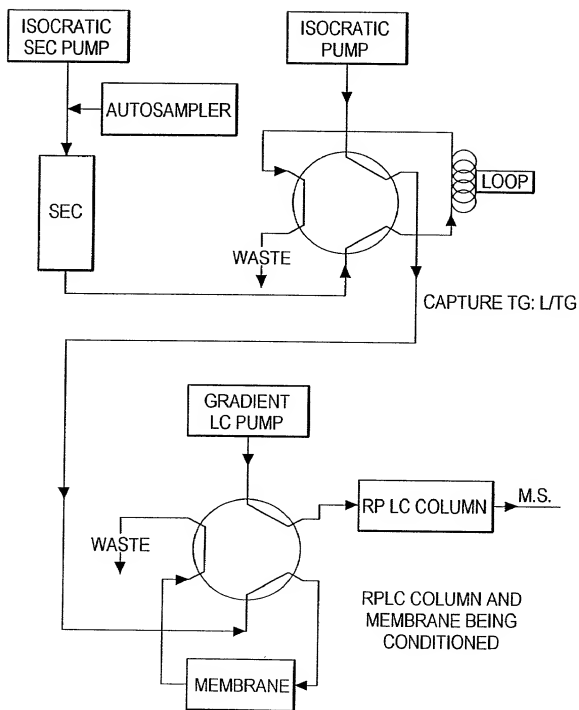 ISOCRATIC
SEC PUMP
ISOCRATIC
PUMP
AUTOSAMPLER
SEC
LOOP
WASTE
CAPTURE TG: L/TG
GRADIENT
LC PUMP
RP LC COLUMN
M.S.
WASTE
RPLC COLUMN AND
MEMBRANE BEING
CONDITIONED
MEMBRANE